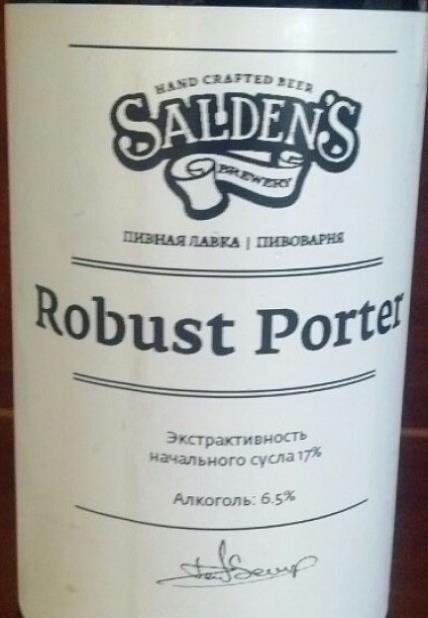 HAND CRAFTED BEER
SALDEN'S
BREWERY
ПИВНАЯ ЛАВКА | ПИВОВАРНЯ
Robust Porter
Экстрактивность
начального сусла 17%
Алкоголь: 6.5%